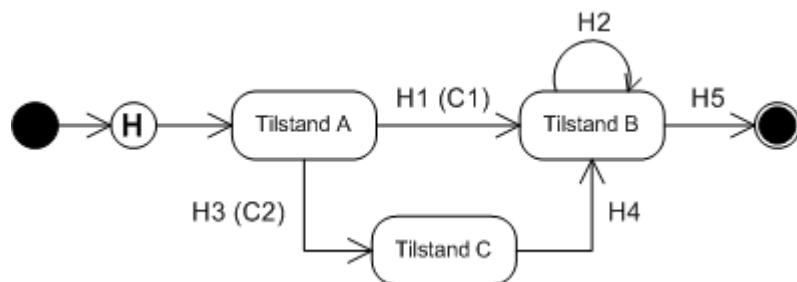 H2
H1 (C1)
H5
H
Tilstand A
Tilstand B
H3 (C2)
H4
Tilstand C